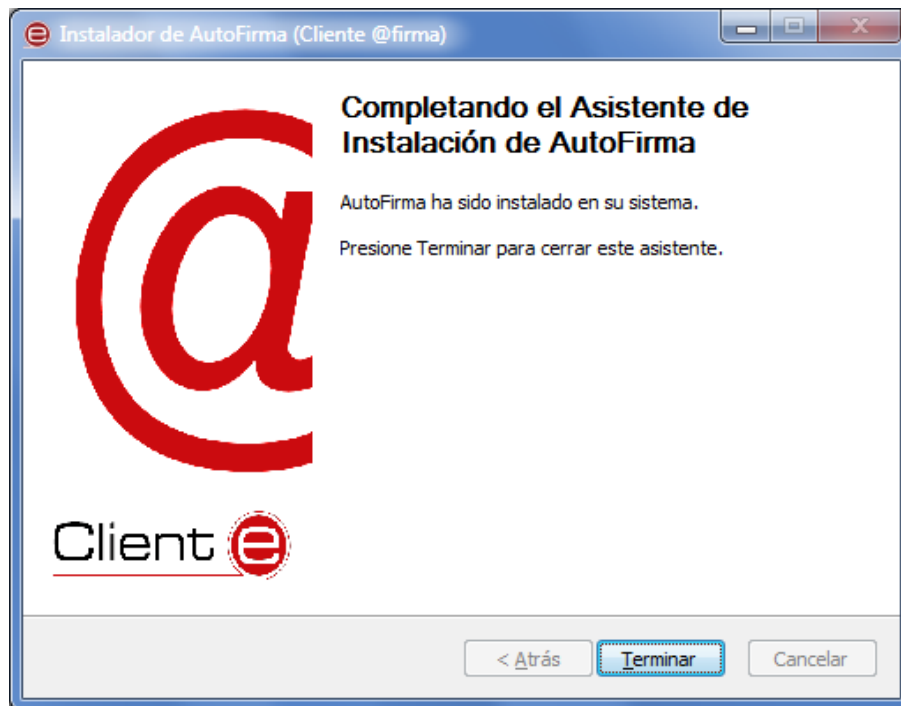 Instalador de AutoFirma (Cliente @firma)
Completando el Asistente de
Instalación de AutoFirma
AutoFirma ha sido instalado en su sistema.
Presione Terminar para cerrar este asistente.
@
Client e
< Atrás Terminar Cancelar